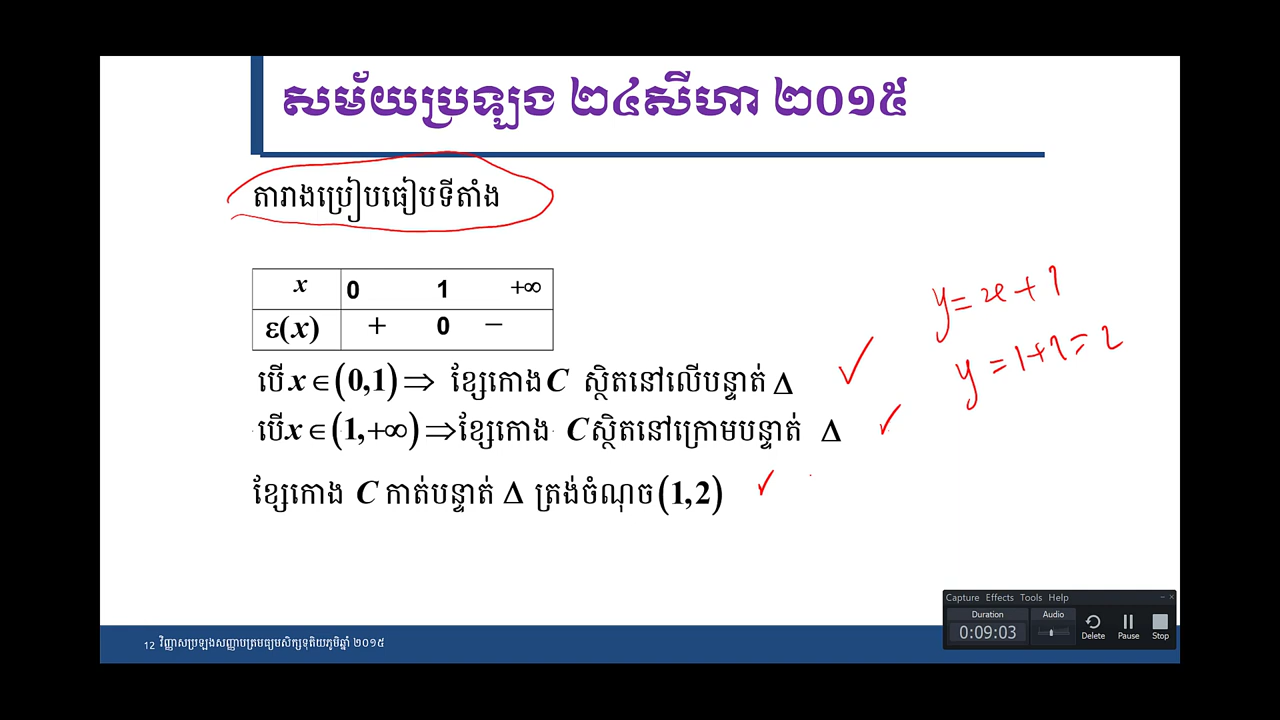 សម័យប្រឡង ២៤សីហា ២០១៥
តារាងប្រៀបធៀបទីតាំង
x 0 1 +∞
ε(x) + 0 −
បើ x ∈ (0,1) ⇒ ខ្សែកោង C ស្ថិតនៅលើបន្ទាត់ Δ
បើ x ∈ (1,+∞) ⇒ ខ្សែកោង C ស្ថិតនៅក្រោមបន្ទាត់ Δ
ខ្សែកោង C កាត់បន្ទាត់ Δ ត្រង់ចំណុច (1,2)
y = x + 1
y = 1 + 1 = 2
Capture Effects Tools Help
Duration Audio
0:09:03 Delete Pause Stop
12 វិញ្ញាសប្រឡងសញ្ញាបត្រមធ្យមសិក្សទុតិយភូមិឆ្នាំ ២០១៥